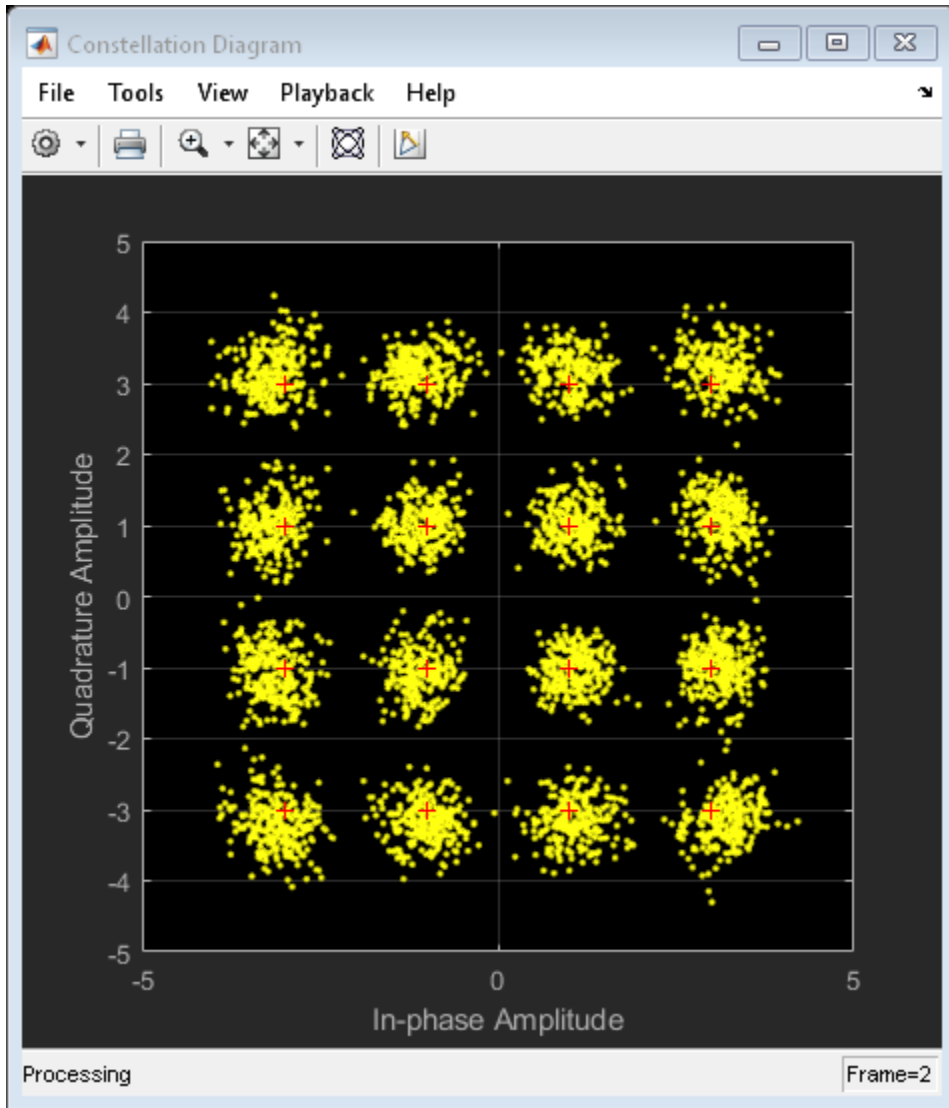 Constellation Diagram
File Tools View Playback Help
5
4
3
2
1
0
-1
-2
-3
-4
-5
Quadrature Amplitude
-5 0 5
In-phase Amplitude
Processing Frame=2